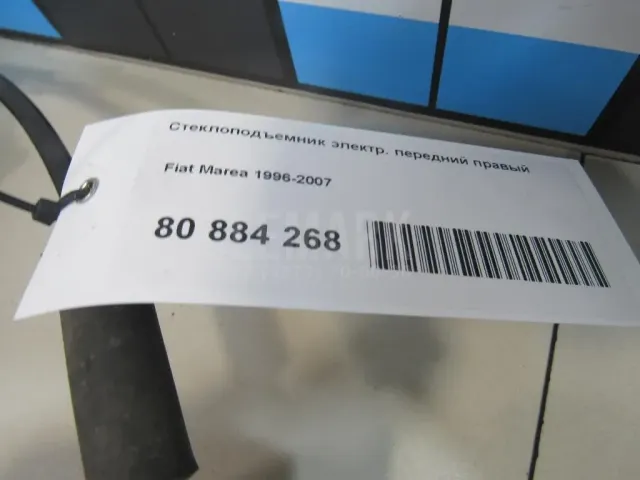 Стеклоподъемник электр. передний правый
Fiat Marea 1996-2007
80 884 268